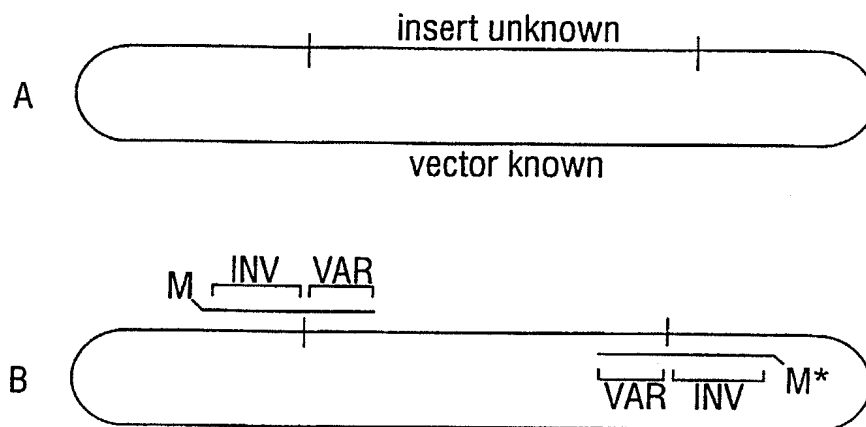 insert unknown
A
vector known
INV VAR
M
B
VAR INV M*